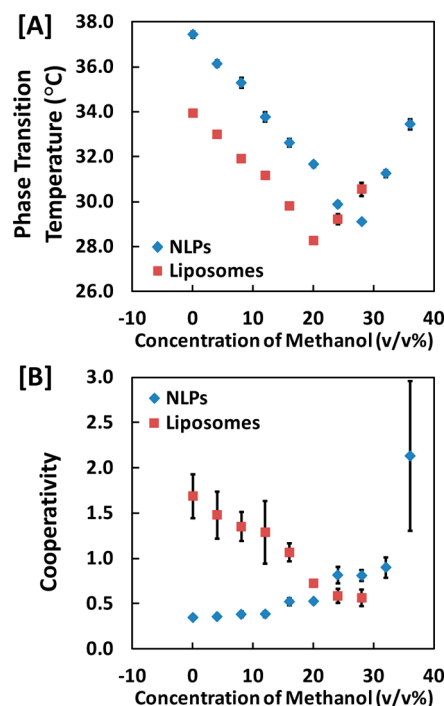 [A]
Phase Transition
Temperature (°C)
38.0
36.0
34.0
32.0
30.0
28.0
26.0
NLPs
Liposomes
-10 0 10 20 30 40
Concentration of Methanol (v/v%)
[B]
Cooperativity
3.0
2.5
2.0
1.5
1.0
0.5
0.0
NLPs
Liposomes
-10 0 10 20 30 40
Concentration of Methanol (v/v%)